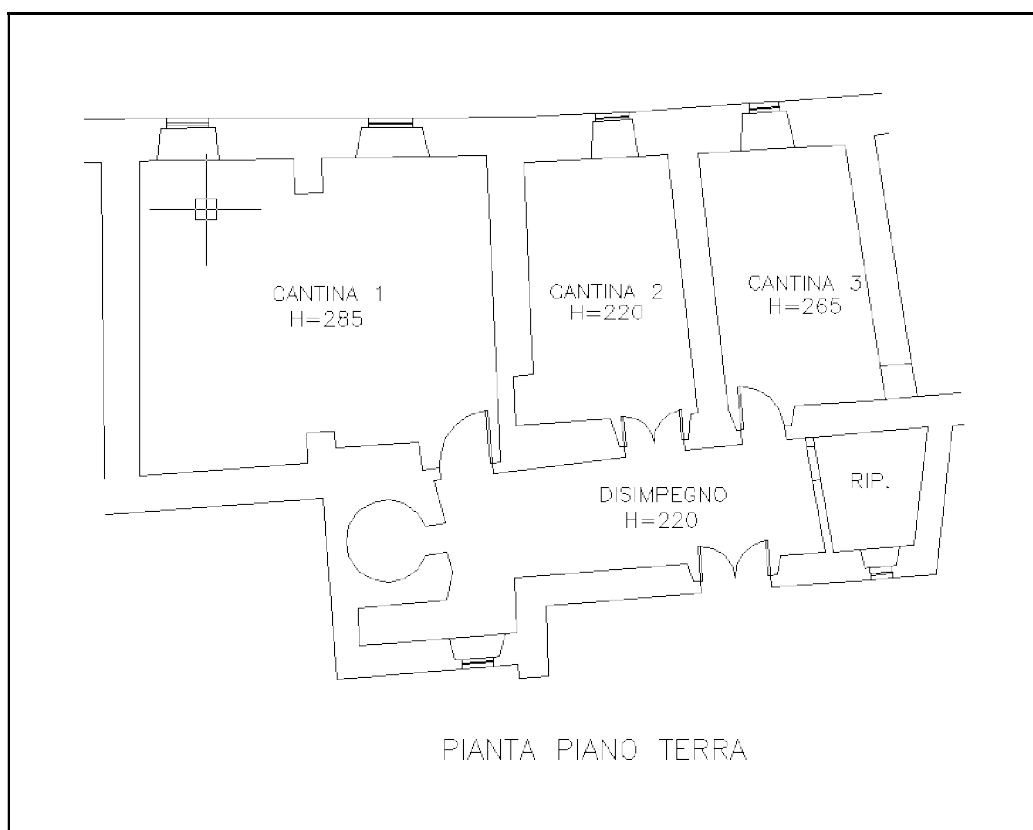 CANTINA 1
H=285
CANTINA 2
H=220
CANTINA 3
H=265
DISIMPEGNO
H=220
RIP.
PIANTA PIANO TERRA